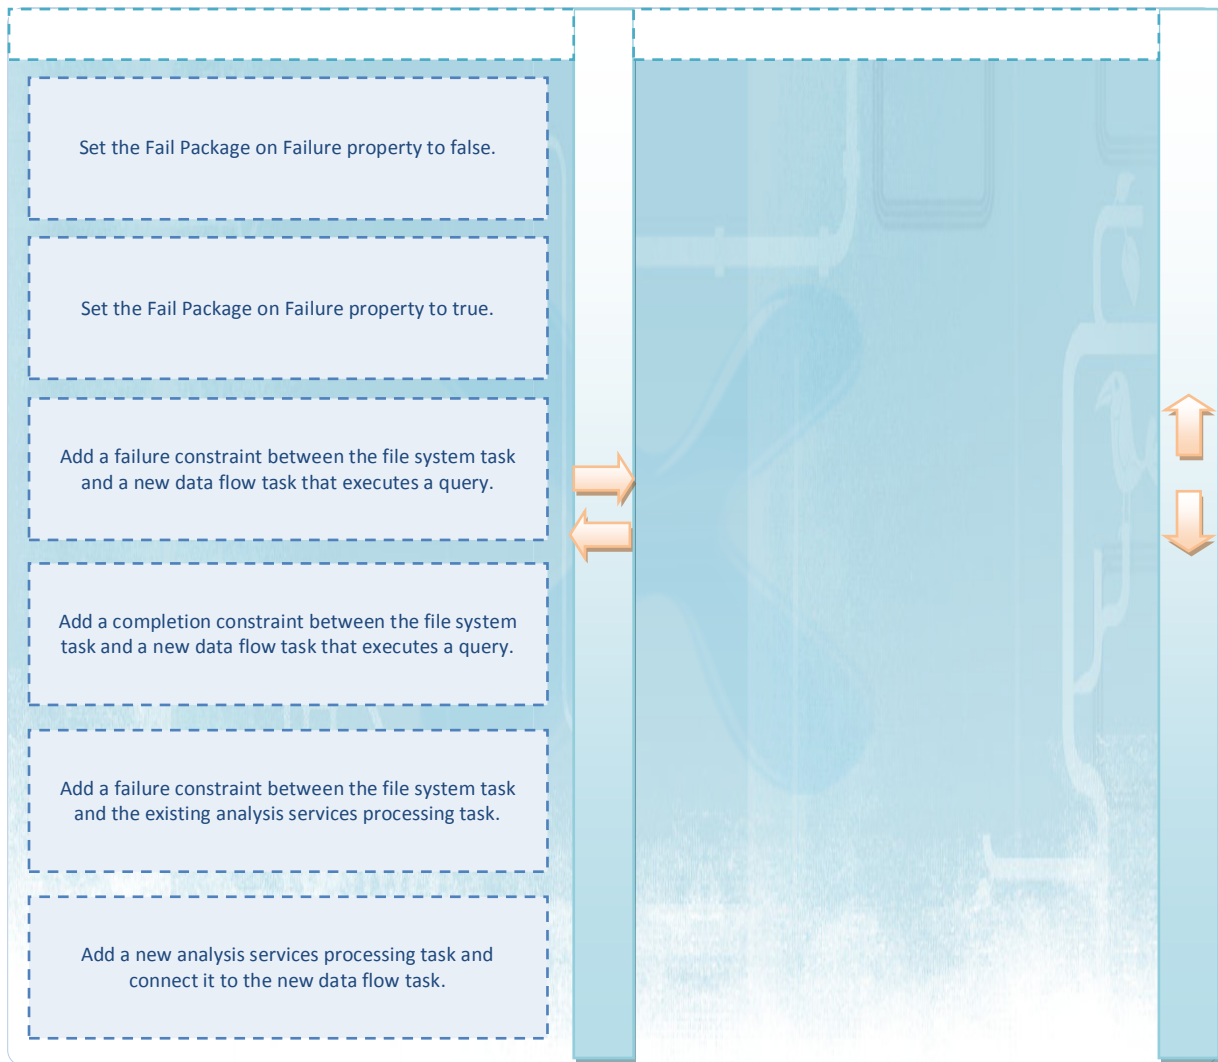 Set the Fail Package on Failure property to false.
Set the Fail Package on Failure property to true.
Add a failure constraint between the file system task
and a new data flow task that executes a query.
Add a completion constraint between the file system
task and a new data flow task that executes a query.
Add a failure constraint between the file system task
and the existing analysis services processing task.
Add a new analysis services processing task and
connect it to the new data flow task.